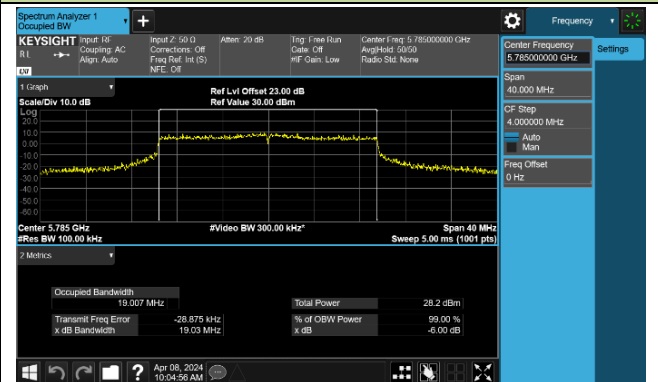 Spectrum Analyzer 1
Occupied BW
Frequency
KEYSIGHT
RL
Input: RF
Coupling: AC
Align: Auto
Input Z: 50 Ω
Corrections: Off
Freq Ref: Int (S)
NFE: Off
Atten: 20 dB
Trig: Free Run
Gate: Off
#IF Gain: Low
Center Freq: 5.785000000 GHz
Avg|Hold: 50/50
Radio Std: None
Center Frequency
5.785000000 GHz
Settings
Span
40.000 MHz
CF Step
4.000000 MHz
Auto
Man
Freq Offset
0 Hz
1 Graph
Scale/Div 10.0 dB
Ref Lvl Offset 23.00 dB
Ref Value 30.00 dBm
Log
20.0
10.0
0.00
-10.0
-20.0
-30.0
-40.0
-50.0
-60.0
Center 5.785 GHz
#Res BW 100.00 kHz
#Video BW 300.00 kHz*
Span 40 MHz
Sweep 5.00 ms (1001 pts)
2 Metrics
Occupied Bandwidth
19.007 MHz
Total Power 28.2 dBm
Transmit Freq Error -28.875 kHz
% of OBW Power 99.00 %
x dB Bandwidth 19.03 MHz
x dB -6.00 dB
Apr 08, 2024
10:04:56 AM